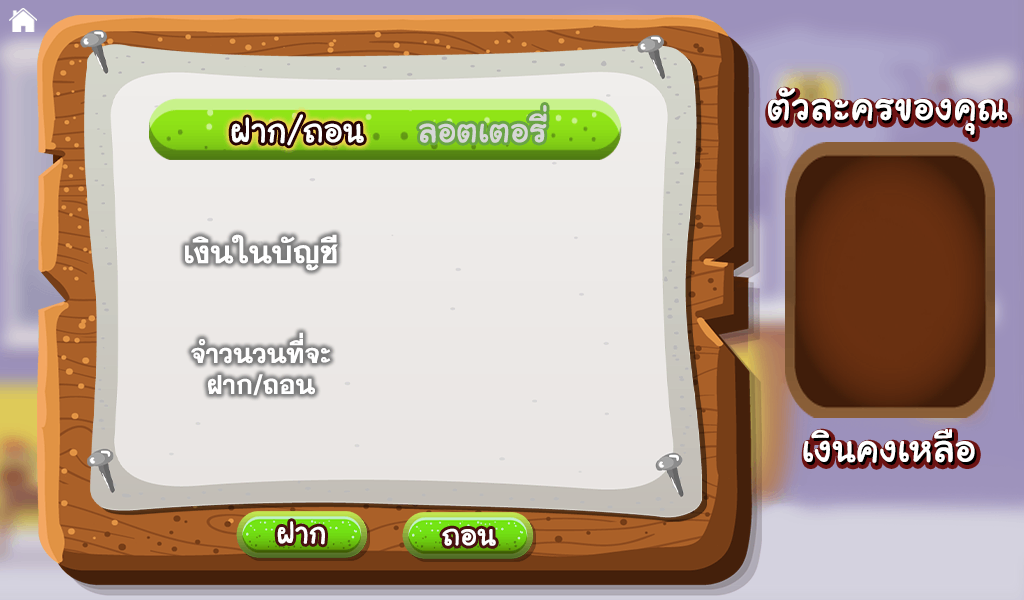 ฝาก/ถอน ลอตเตอรี่
ตัวละครของคุณ
เงินในบัญชี
จำวนวนที่จะ
ฝาก/ถอน
เงินคงเหลือ
ฝาก ถอน